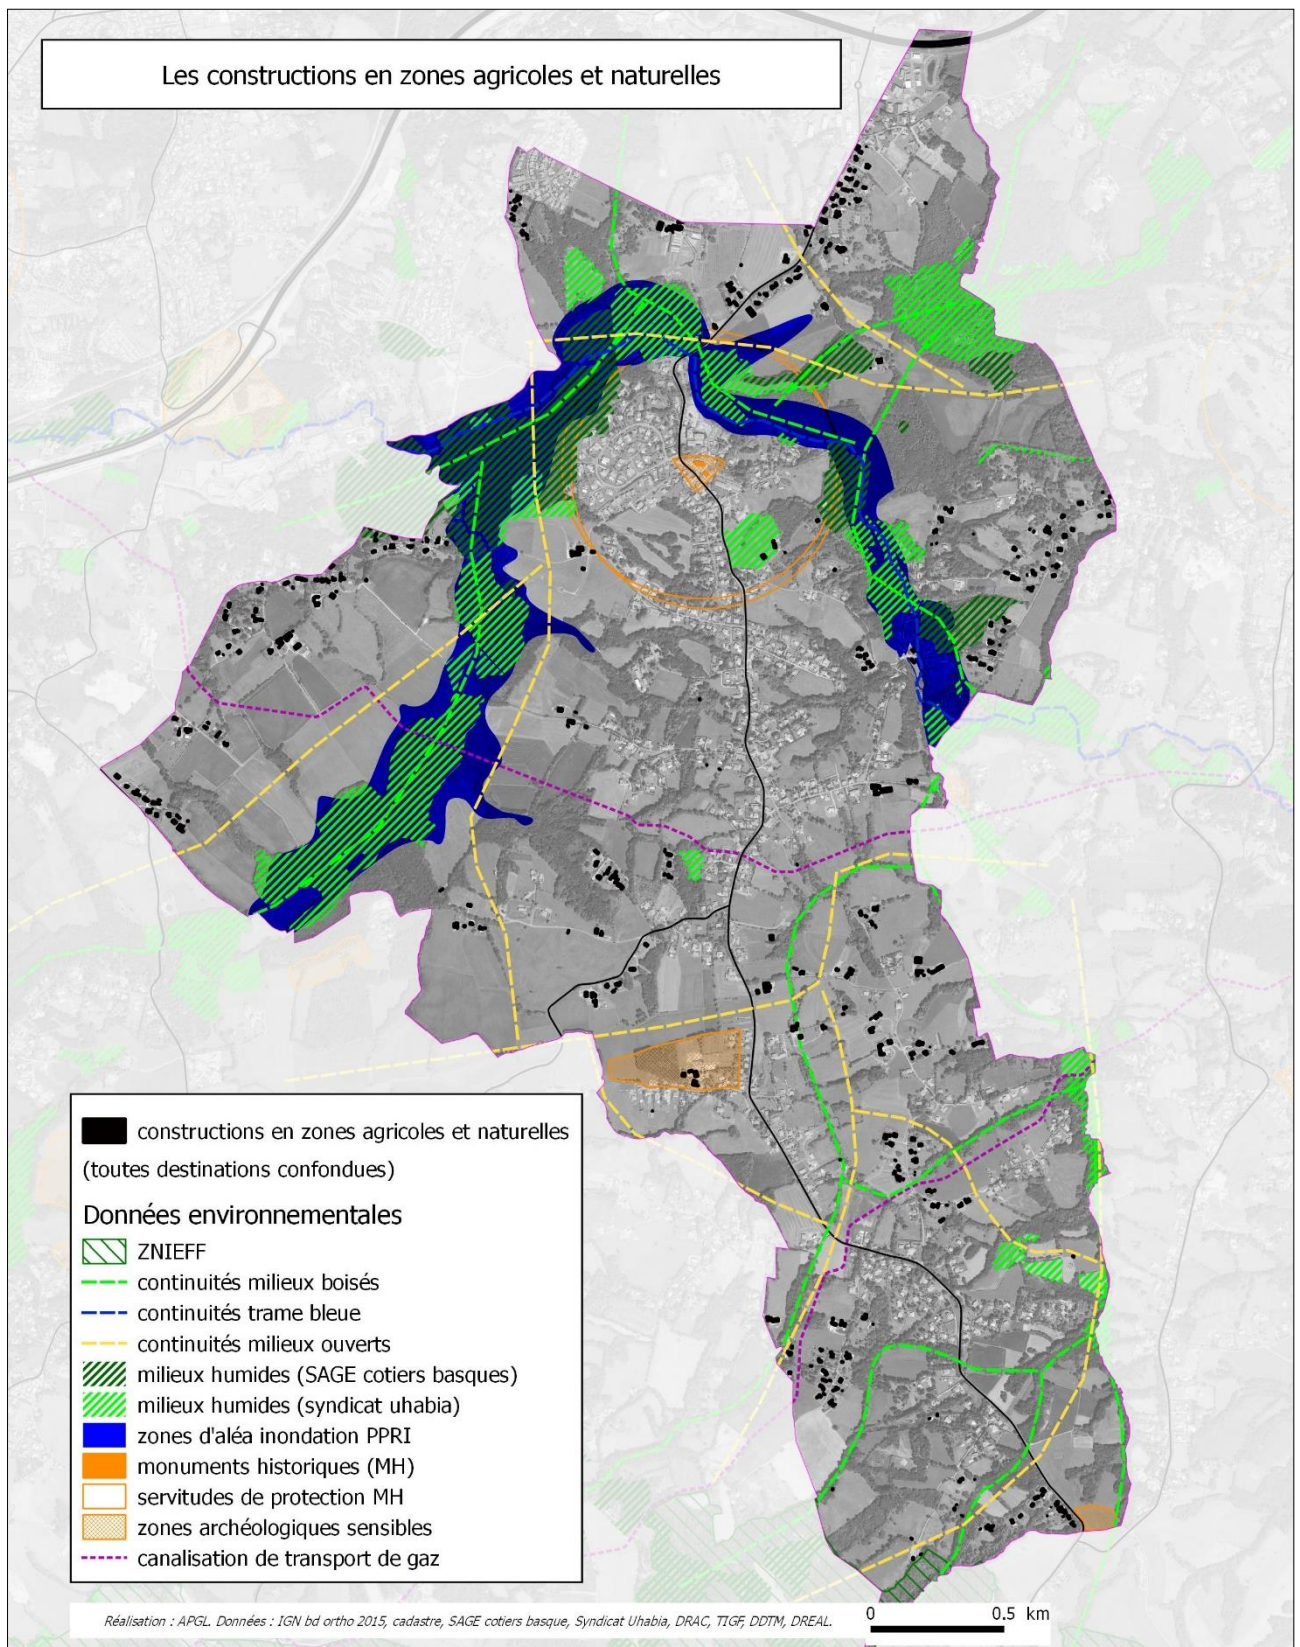 Les constructions en zones agricoles et naturelles
constructions en zones agricoles et naturelles
(toutes destinations confondues)
Données environnementales
ZNIEFF
continuités milieux boisés
continuités trame bleue
continuités milieux ouverts
milieux humides (SAGE cotiers basques)
milieux humides (syndicat uhabia)
zones d'aléa inondation PPRI
monuments historiques (MH)
servitudes de protection MH
zones archéologiques sensibles
canalisation de transport de gaz
Réalisation : APGL. Données : IGN bd ortho 2015, cadastre, SAGE cotiers basque, Syndicat Uhabia, DRAC, TIGF, DDTM, DREAL.
0 0.5 km